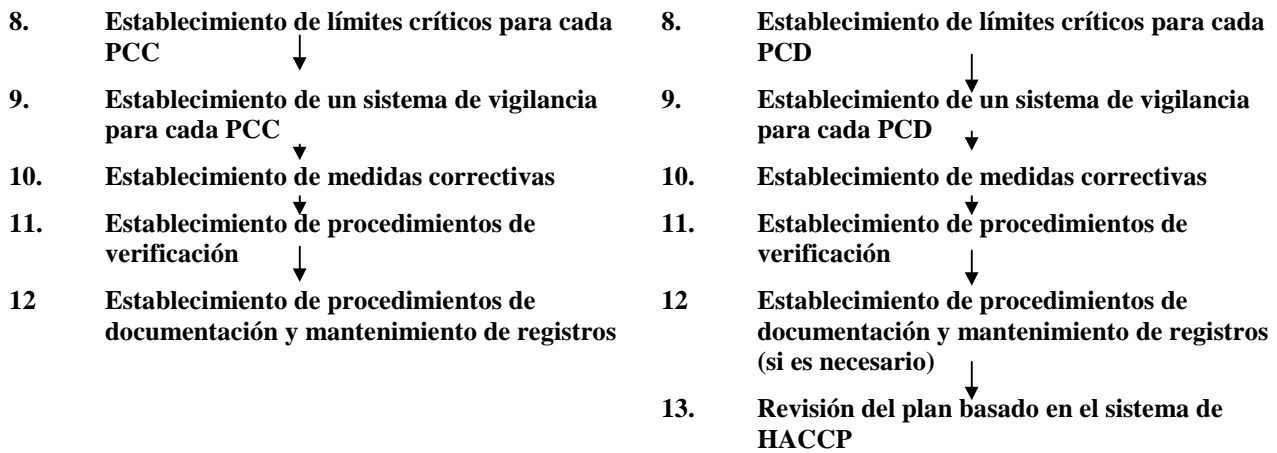 8. Establecimiento de límites críticos para cada
PCC
9. Establecimiento de un sistema de vigilancia
para cada PCC
10. Establecimiento de medidas correctivas
11. Establecimiento de procedimientos de
verificación
12 Establecimiento de procedimientos de
documentación y mantenimiento de registros
8. Establecimiento de límites críticos para cada
PCD
9. Establecimiento de un sistema de vigilancia
para cada PCD
10. Establecimiento de medidas correctivas
11. Establecimiento de procedimientos de
verificación
12 Establecimiento de procedimientos de
documentación y mantenimiento de registros
(si es necesario)
13. Revisión del plan basado en el sistema de
HACCP